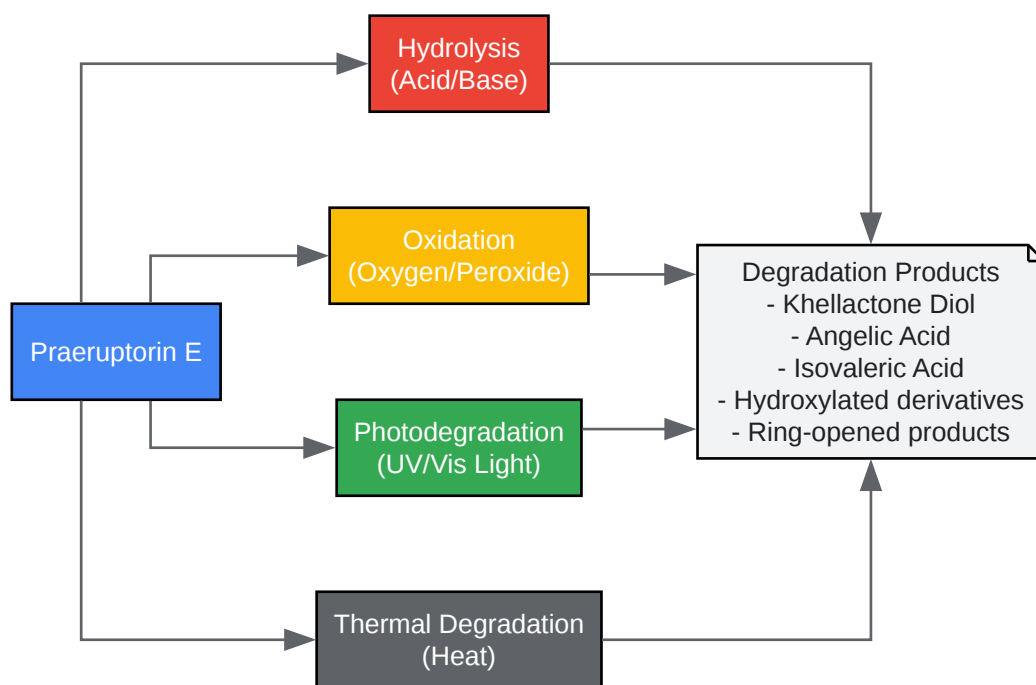 Hydrolysis
(Acid/Base)
Oxidation
(Oxygen/Peroxide)
Praeruptorin E
Photodegradation
(UV/Vis Light)
Thermal Degradation
(Heat)
Degradation Products
- Khellactone Diol
- Angelic Acid
- Isovaleric Acid
- Hydroxylated derivatives
- Ring-opened products